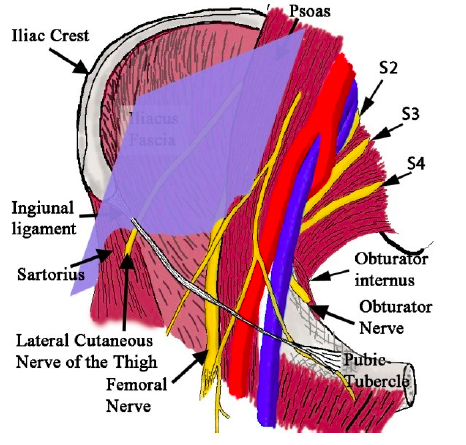 Psoas
Iliac Crest
S2
S3
Iliacus
Fascia
S4
Ingiunal
ligament
Obturator
internus
Sartorius
Obturator
Nerve
Lateral Cutaneous
Nerve of the Thigh
Pubic
Tubercle
Femoral
Nerve